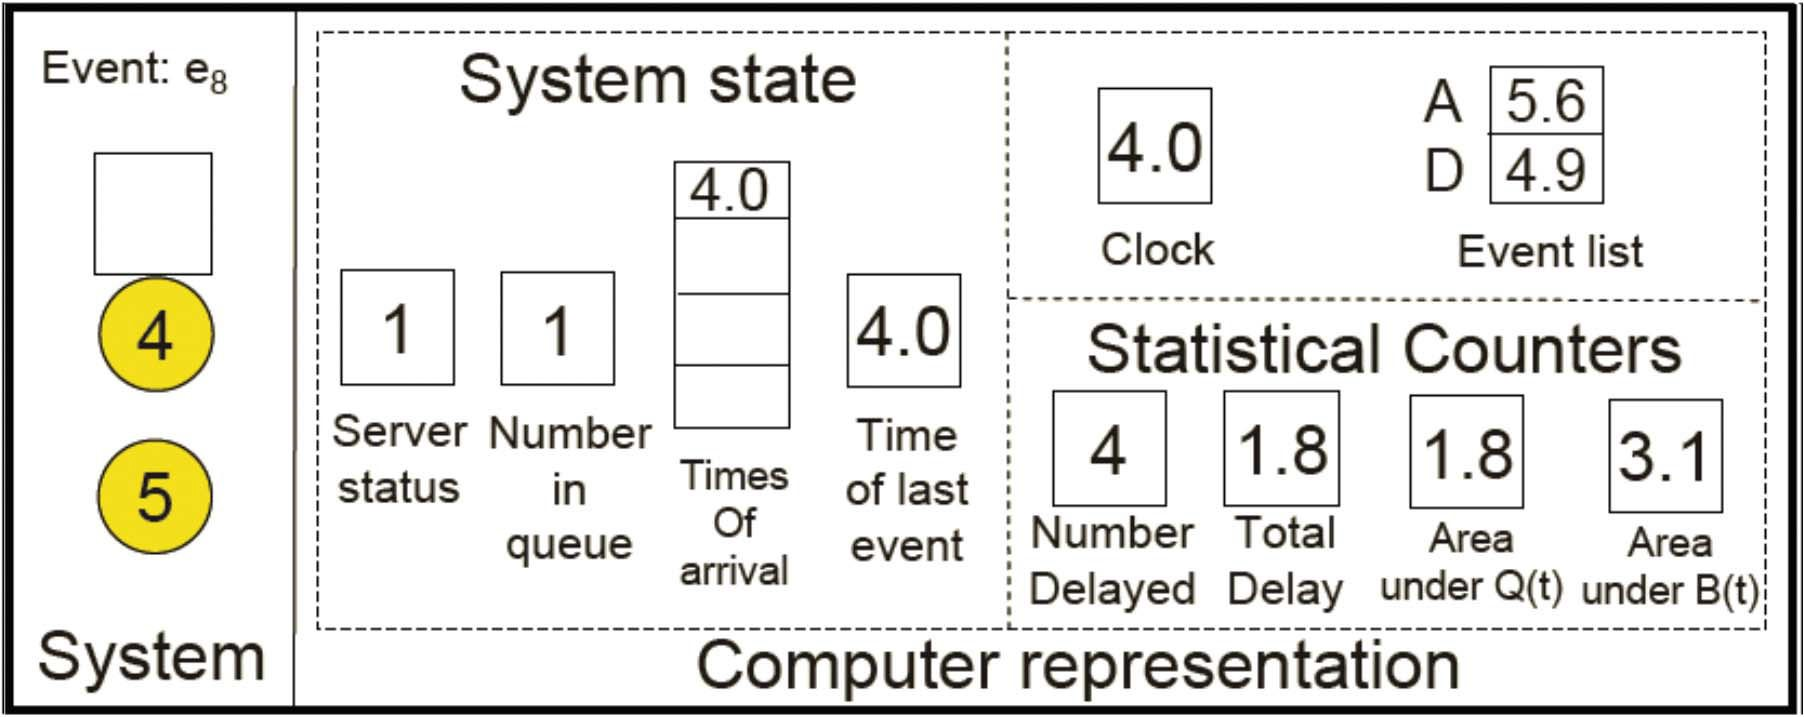 Event: e8
4
5
System
System state
1
Server
status
1
Number
in
queue
4.0
Times
Of
arrival
4.0
Time
of last
event
4.0
Clock
A 5.6
D 4.9
Event list
Statistical Counters
4
Number
Delayed
1.8
Total
Delay
1.8
Area
under Q(t)
3.1
Area
under B(t)
Computer representation